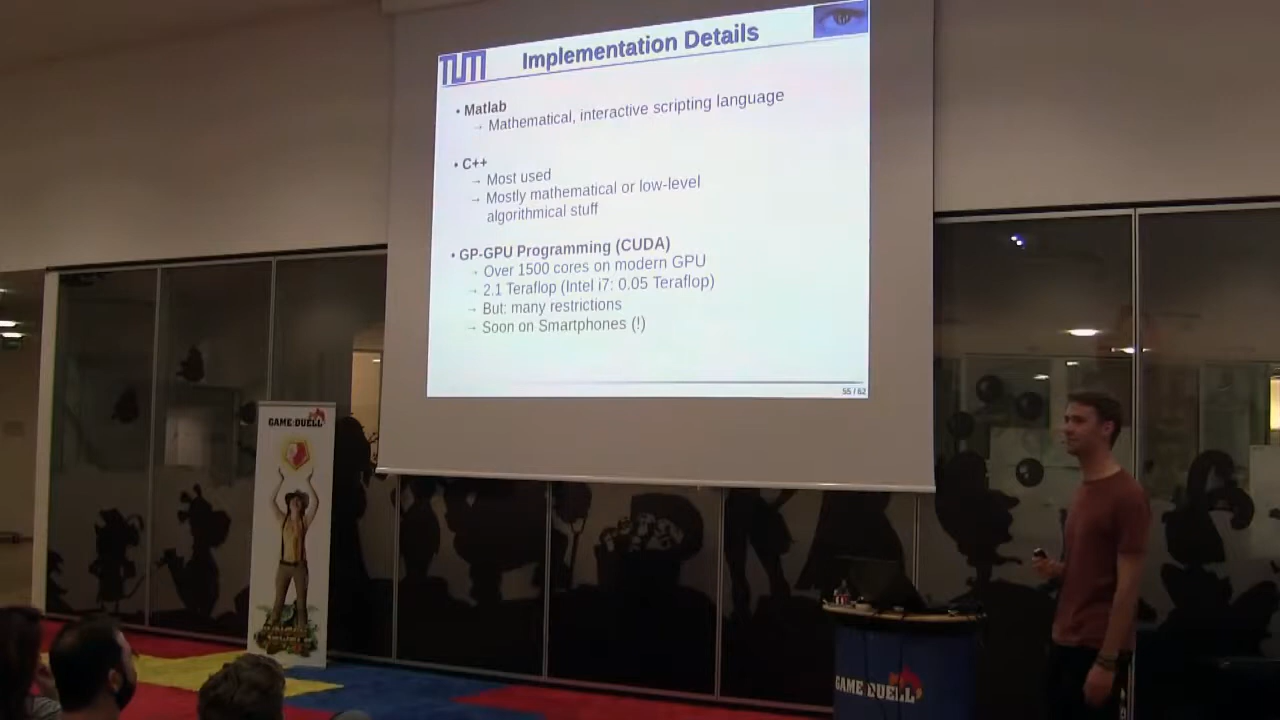 TUM
Implementation Details
• Matlab
→ Mathematical, interactive scripting language
• C++
→ Most used
→ Mostly mathematical or low-level
algorithmical stuff
• GP-GPU Programming (CUDA)
→ Over 1500 cores on modern GPU
→ 2.1 Teraflop (Intel i7: 0.05 Teraflop)
→ But: many restrictions
→ Soon on Smartphones (!)
55 / 62
GAME DUELL
GAME DUELL